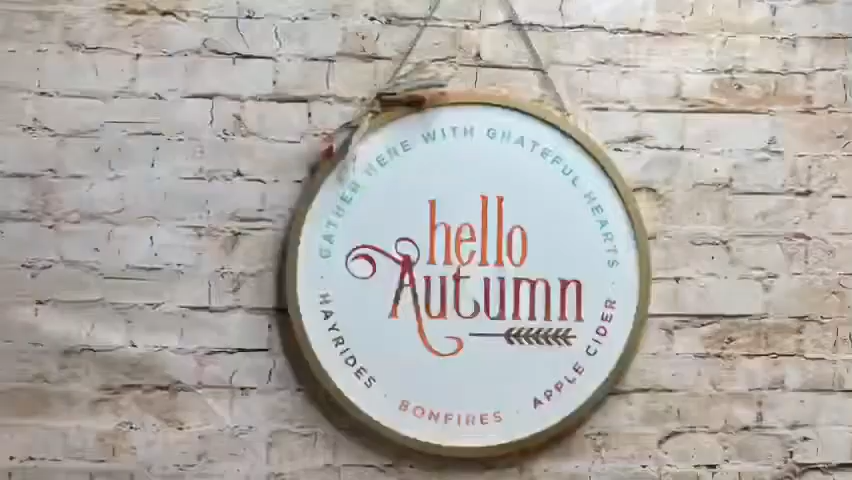 GATHER HERE WITH GRATEFUL HEARTS
hello
Autumn
HAYRIDES · BONFIRES · APPLE CIDER